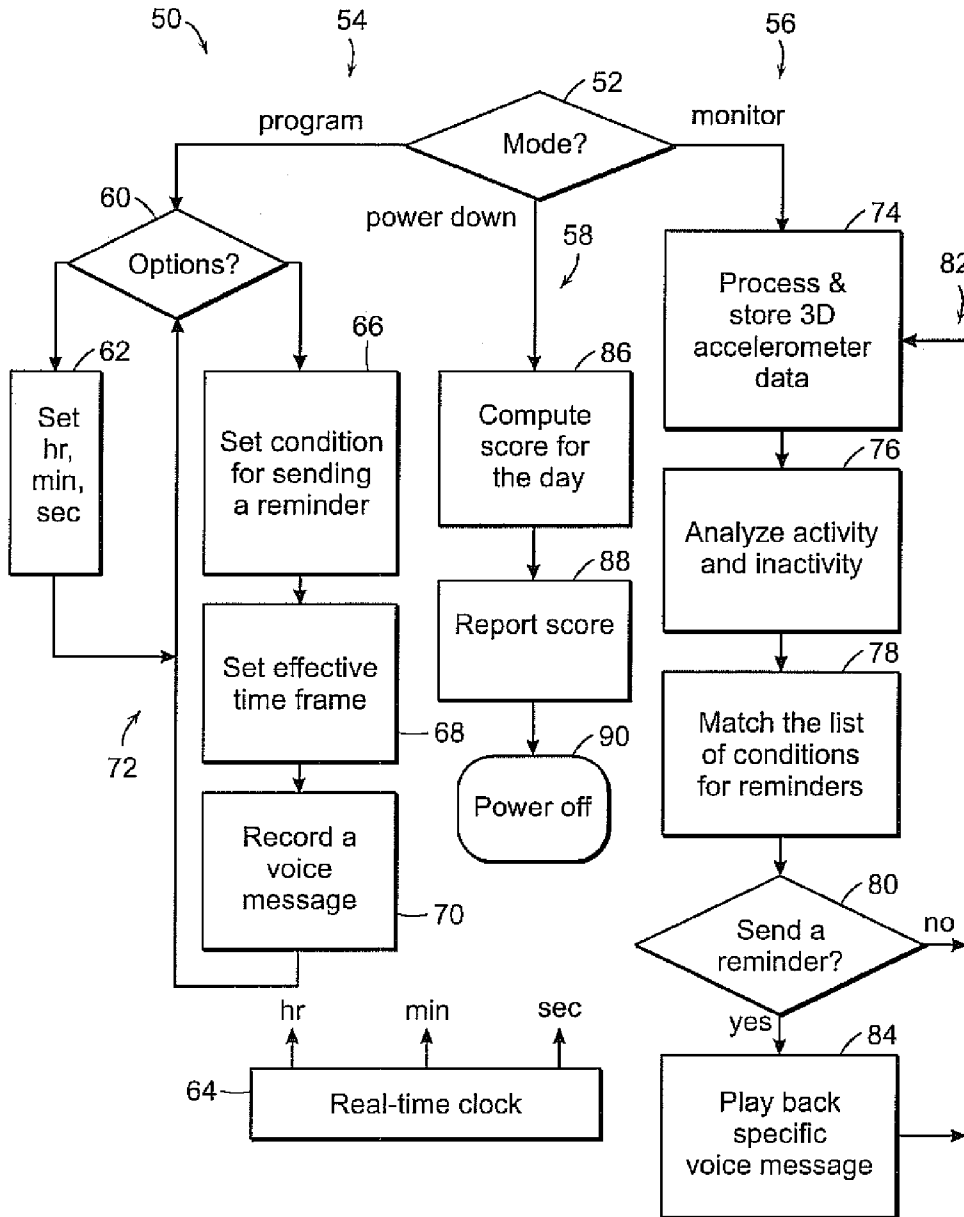 50
54
56
52
program
Mode?
monitor
60
power down
58
74
82
Options?
Process &
store 3D
accelerometer
data
62
66
86
Set
hr,
min,
sec
Set condition
for sending
a reminder
Compute
score for
the day
76
Analyze activity
and inactivity
88
Report score
Set effective
time frame
68
72
78
Match the list
of conditions
for reminders
90
Power off
Record a
voice
message
70
80
Send a
reminder?
no
yes
hr
min
sec
64
Real-time clock
84
Play back
specific
voice message